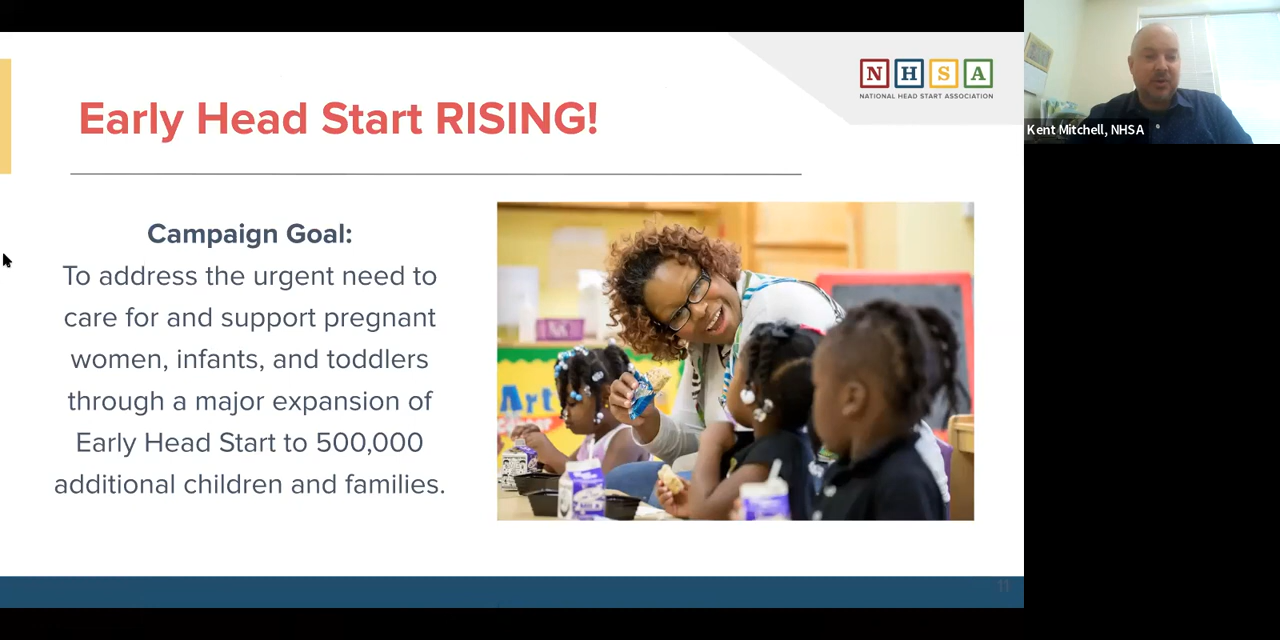 Early Head Start RISING!
N H S A
NATIONAL HEAD START ASSOCIATION
Kent Mitchell, NHSA
Campaign Goal:
To address the urgent need to
care for and support pregnant
women, infants, and toddlers
through a major expansion of
Early Head Start to 500,000
additional children and families.
Art
11